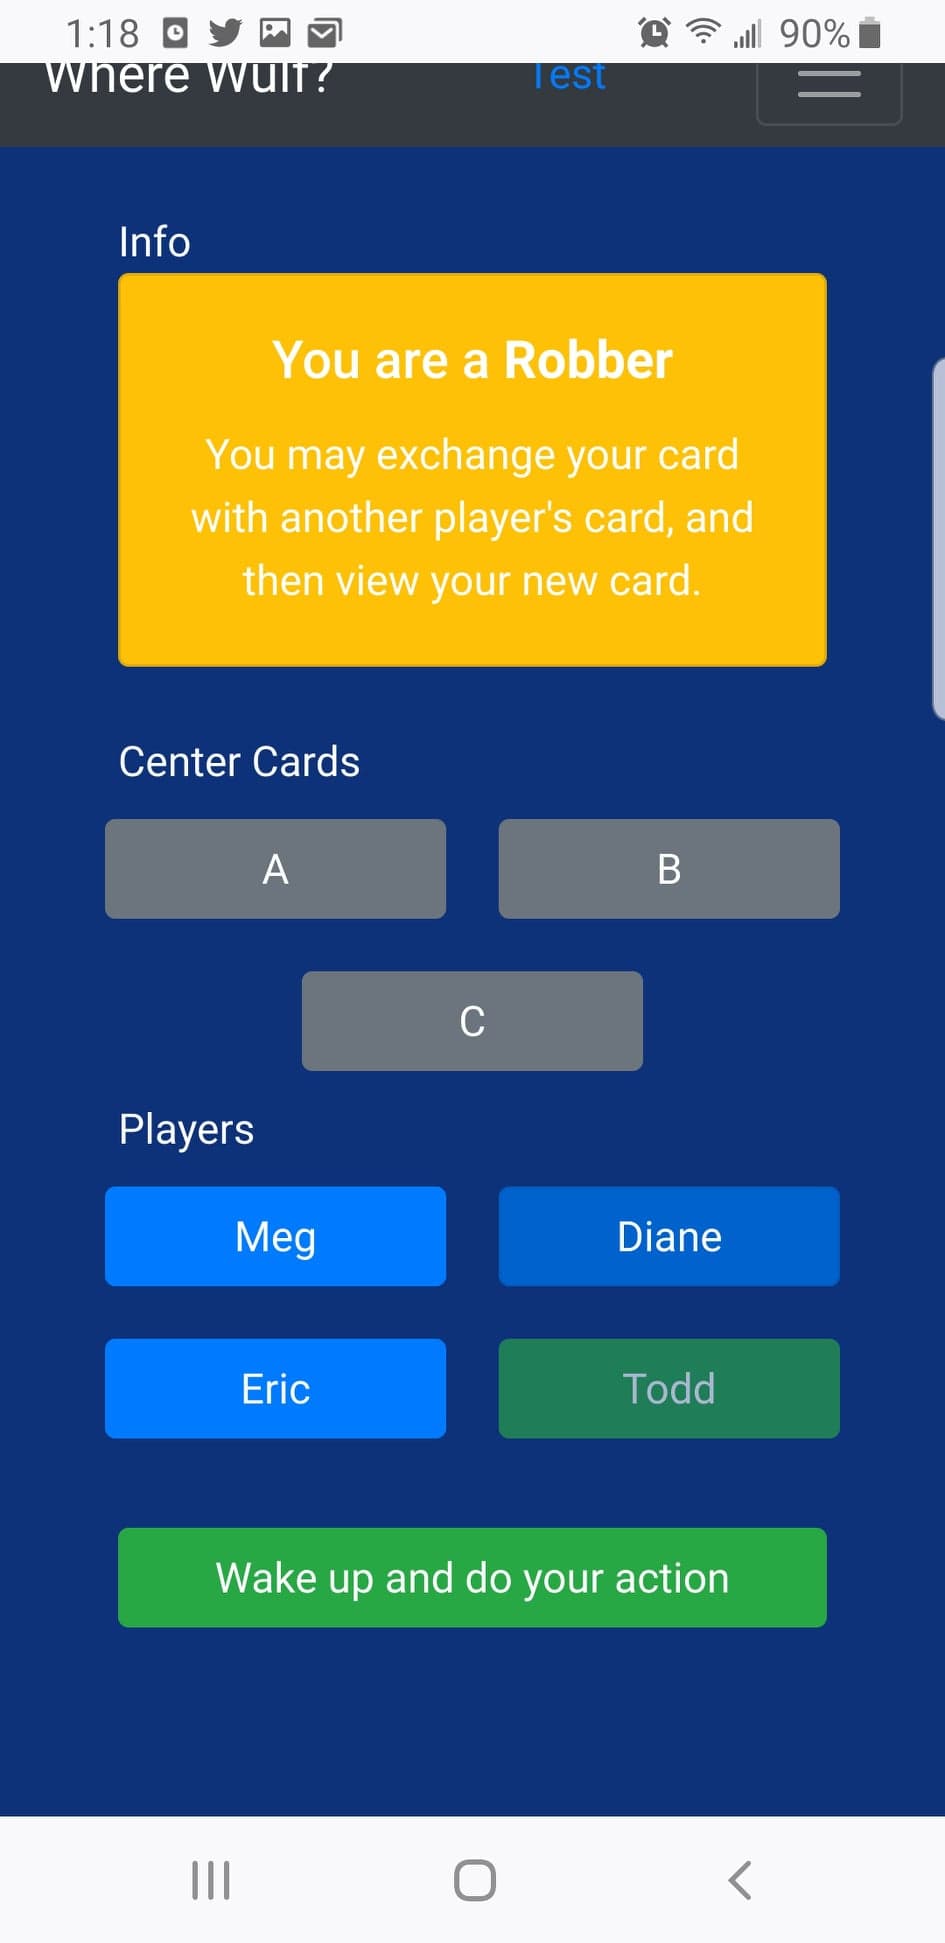 1:18 90%
Where Wulf? Test
Info
You are a Robber
You may exchange your card
with another player's card, and
then view your new card.
Center Cards
A B
C
Players
Meg Diane
Eric Todd
Wake up and do your action